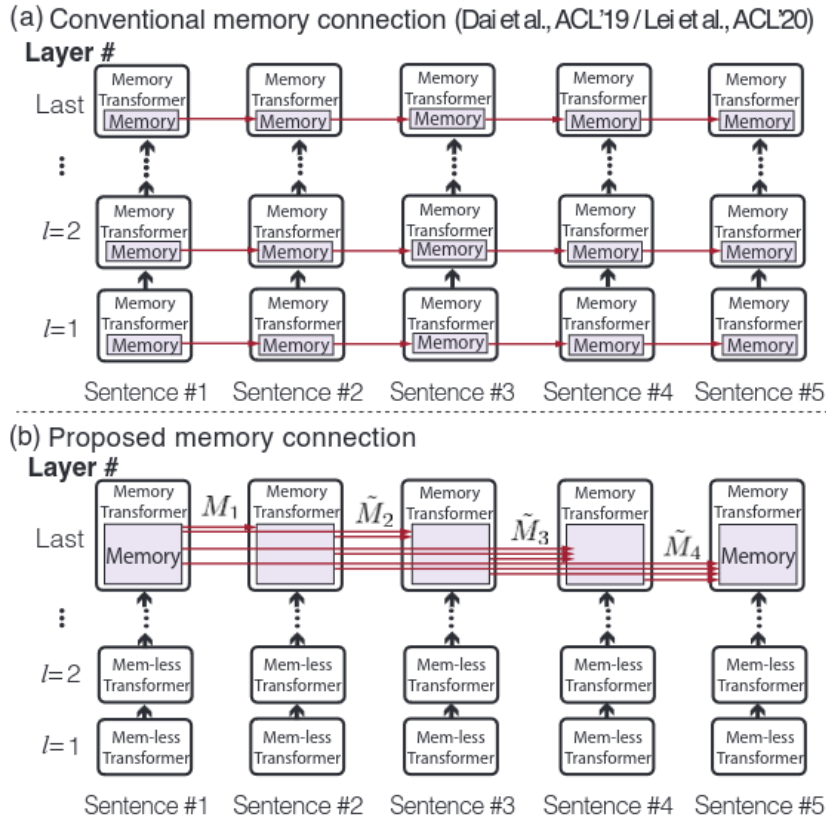 (a) Conventional memory connection (Dai et al., ACL'19 / Lei et al., ACL'20)
Layer #
Last
Memory Transformer Memory
Memory Transformer Memory
Memory Transformer Memory
Memory Transformer Memory
Memory Transformer Memory
l=2
Memory Transformer Memory
Memory Transformer Memory
Memory Transformer Memory
Memory Transformer Memory
Memory Transformer Memory
l=1
Memory Transformer Memory
Memory Transformer Memory
Memory Transformer Memory
Memory Transformer Memory
Memory Transformer Memory
Sentence #1 Sentence #2 Sentence #3 Sentence #4 Sentence #5
(b) Proposed memory connection
Layer #
Last
Memory Transformer Memory
M₁
Memory Transformer
M̃₂
Memory Transformer
M̃₃
Memory Transformer
M̃₄
Memory Transformer Memory
l=2
Mem-less Transformer
Mem-less Transformer
Mem-less Transformer
Mem-less Transformer
Mem-less Transformer
l=1
Mem-less Transformer
Mem-less Transformer
Mem-less Transformer
Mem-less Transformer
Mem-less Transformer
Sentence #1 Sentence #2 Sentence #3 Sentence #4 Sentence #5